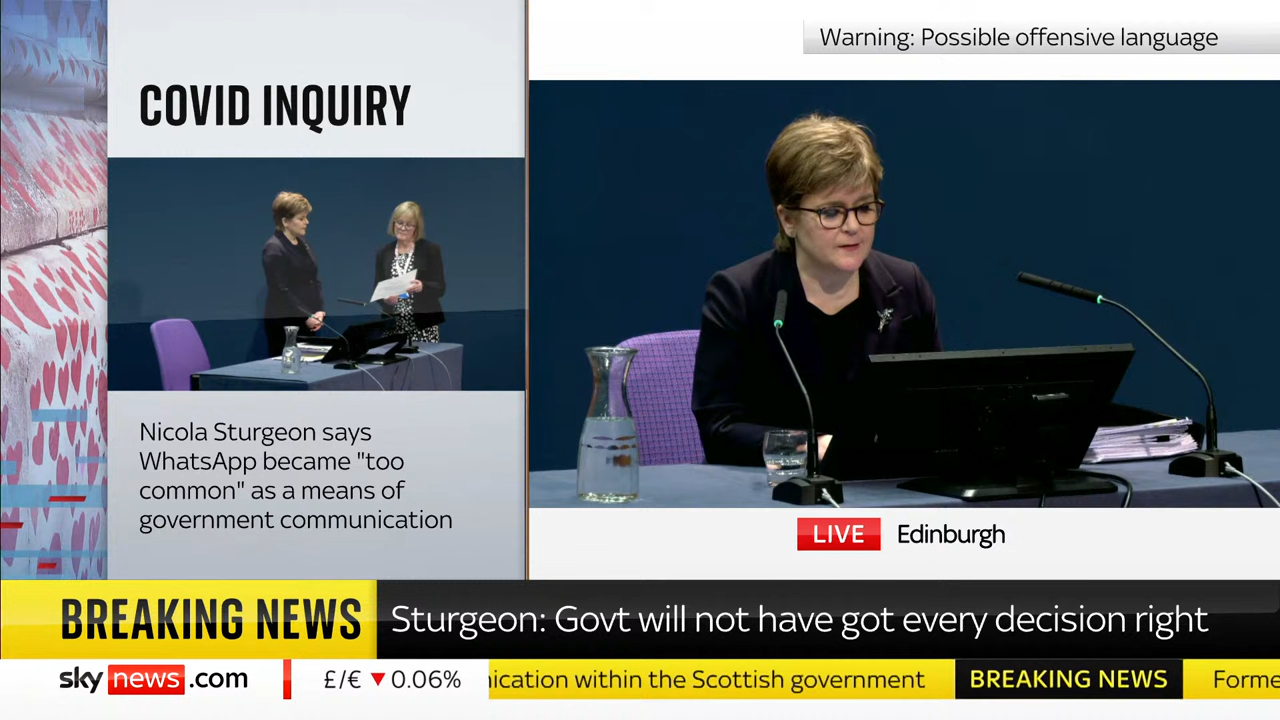 Warning: Possible offensive language
COVID INQUIRY
Nicola Sturgeon says
WhatsApp became "too
common" as a means of
government communication
LIVE Edinburgh
BREAKING NEWS
Sturgeon: Govt will not have got every decision right
sky news.com
£/€ ▼ 0.06%
ication within the Scottish government
BREAKING NEWS
Forme